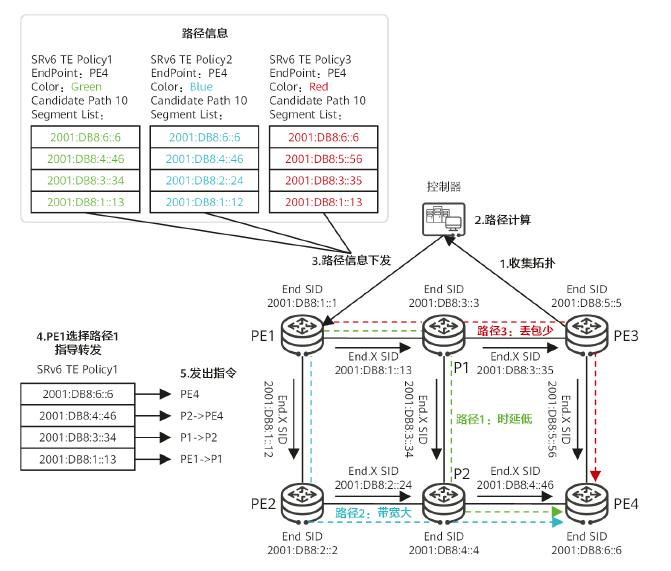 路径信息
SRv6 TE Policy1
EndPoint：PE4
Color：Green
Candidate Path 10
Segment List：
2001:DB8:6::6
2001:DB8:4::46
2001:DB8:3::34
2001:DB8:1::13
SRv6 TE Policy2
EndPoint：PE4
Color：Blue
Candidate Path 10
Segment List：
2001:DB8:6::6
2001:DB8:4::46
2001:DB8:2::24
2001:DB8:1::12
SRv6 TE Policy3
EndPoint：PE4
Color：Red
Candidate Path 10
Segment List：
2001:DB8:6::6
2001:DB8:5::56
2001:DB8:3::35
2001:DB8:1::13
控制器
2.路径计算
3.路径信息下发
1.收集拓扑
End SID
2001:DB8:1::1
End SID
2001:DB8:3::3
End SID
2001:DB8:5::5
PE1
P1
PE3
路径3：丢包少
End.X SID
2001:DB8:1::13
End.X SID
2001:DB8:3::35
4.PE1选择路径1
指导转发
SRv6 TE Policy1
5.发出指令
2001:DB8:6::6
PE4
2001:DB8:4::46
P2->PE4
2001:DB8:3::34
P1->P2
2001:DB8:1::13
PE1->P1
End.X SID
2001:DB8:1::12
End.X SID
2001:DB8:3::34
路径1：时延低
End.X SID
2001:DB8:5::56
End.X SID
2001:DB8:2::24
End.X SID
2001:DB8:4::46
PE2
P2
PE4
路径2：带宽大
End SID
2001:DB8:2::2
End SID
2001:DB8:4::4
End SID
2001:DB8:6::6